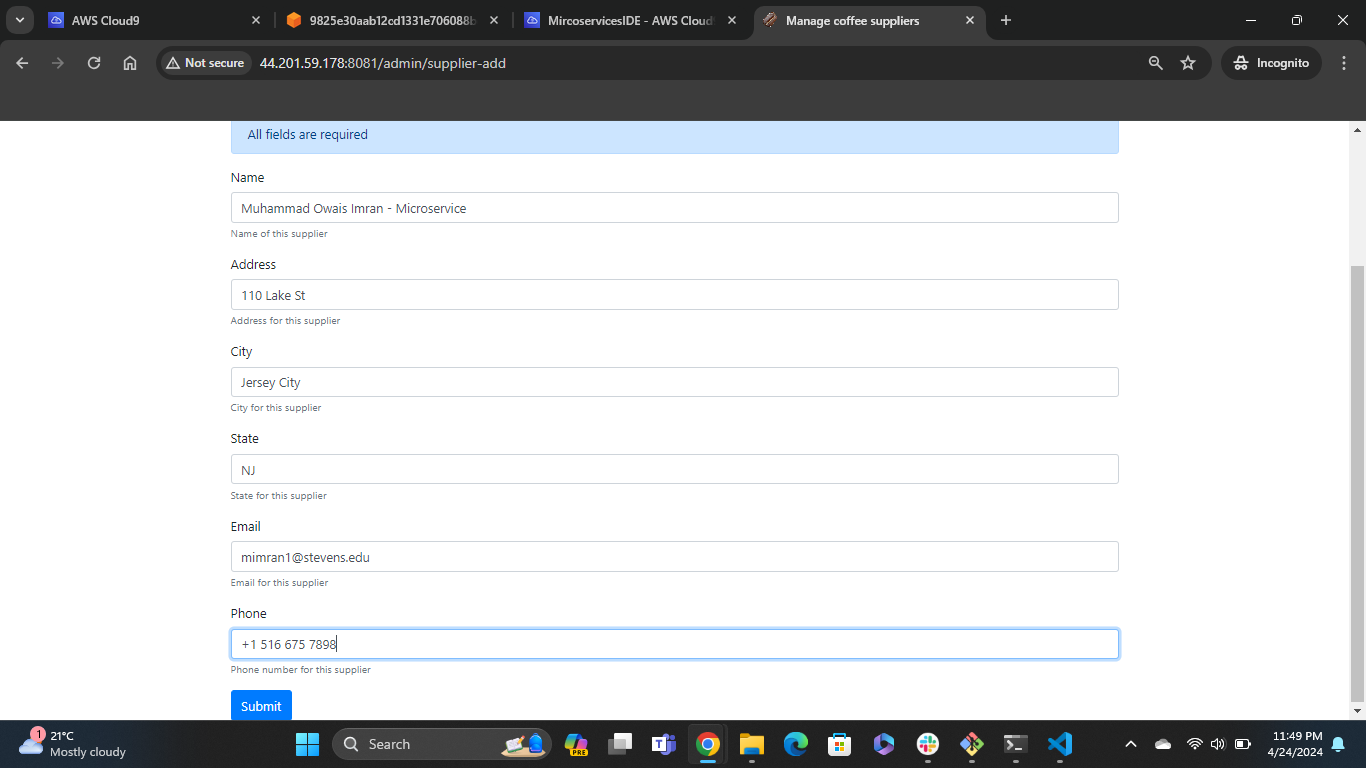 AWS Cloud9
9825e30aab12cd1331e706088b
MircoservicesIDE - AWS Cloud
Manage coffee suppliers
Not secure
44.201.59.178:8081/admin/supplier-add
Incognito
All fields are required
Name
Muhammad Owais Imran - Microservice
Name of this supplier
Address
110 Lake St
Address for this supplier
City
Jersey City
City for this supplier
State
NJ
State for this supplier
Email
mimran1@stevens.edu
Email for this supplier
Phone
+1 516 675 7898
Phone number for this supplier
Submit
1
21°C
Mostly cloudy
Search
PRE
11:49 PM
4/24/2024